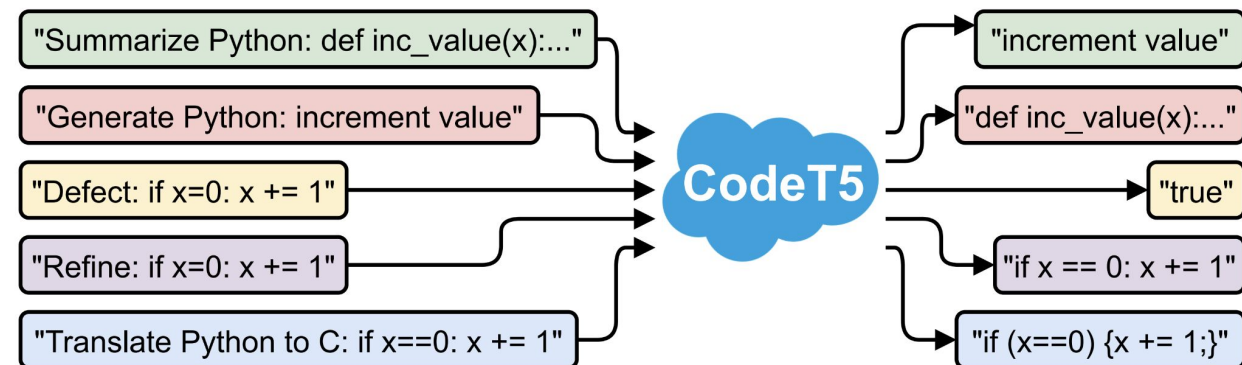 "Summarize Python: def inc_value(x):..."
"Generate Python: increment value"
"Defect: if x=0: x += 1"
"Refine: if x=0: x += 1"
"Translate Python to C: if x==0: x += 1"
CodeT5
"increment value"
"def inc_value(x):..."
"true"
"if x == 0: x += 1"
"if (x==0) {x += 1;}"